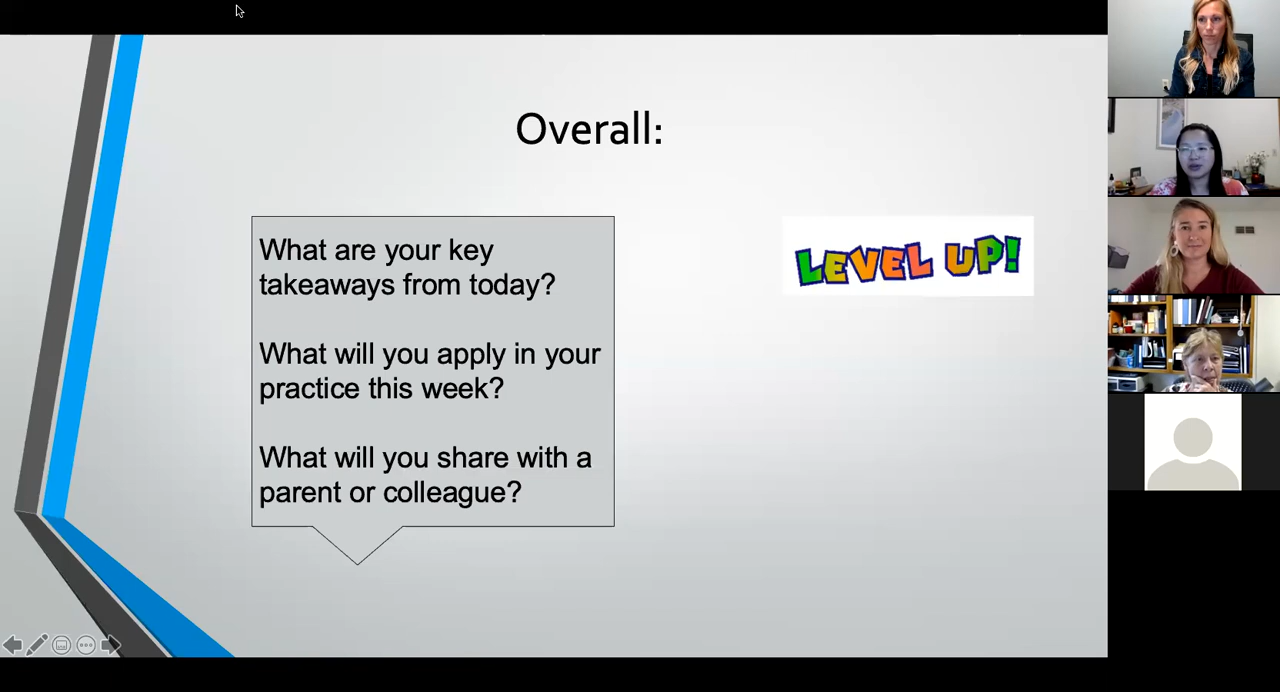 Overall:
What are your key
takeaways from today?
What will you apply in your
practice this week?
What will you share with a
parent or colleague?
LEVEL UP!